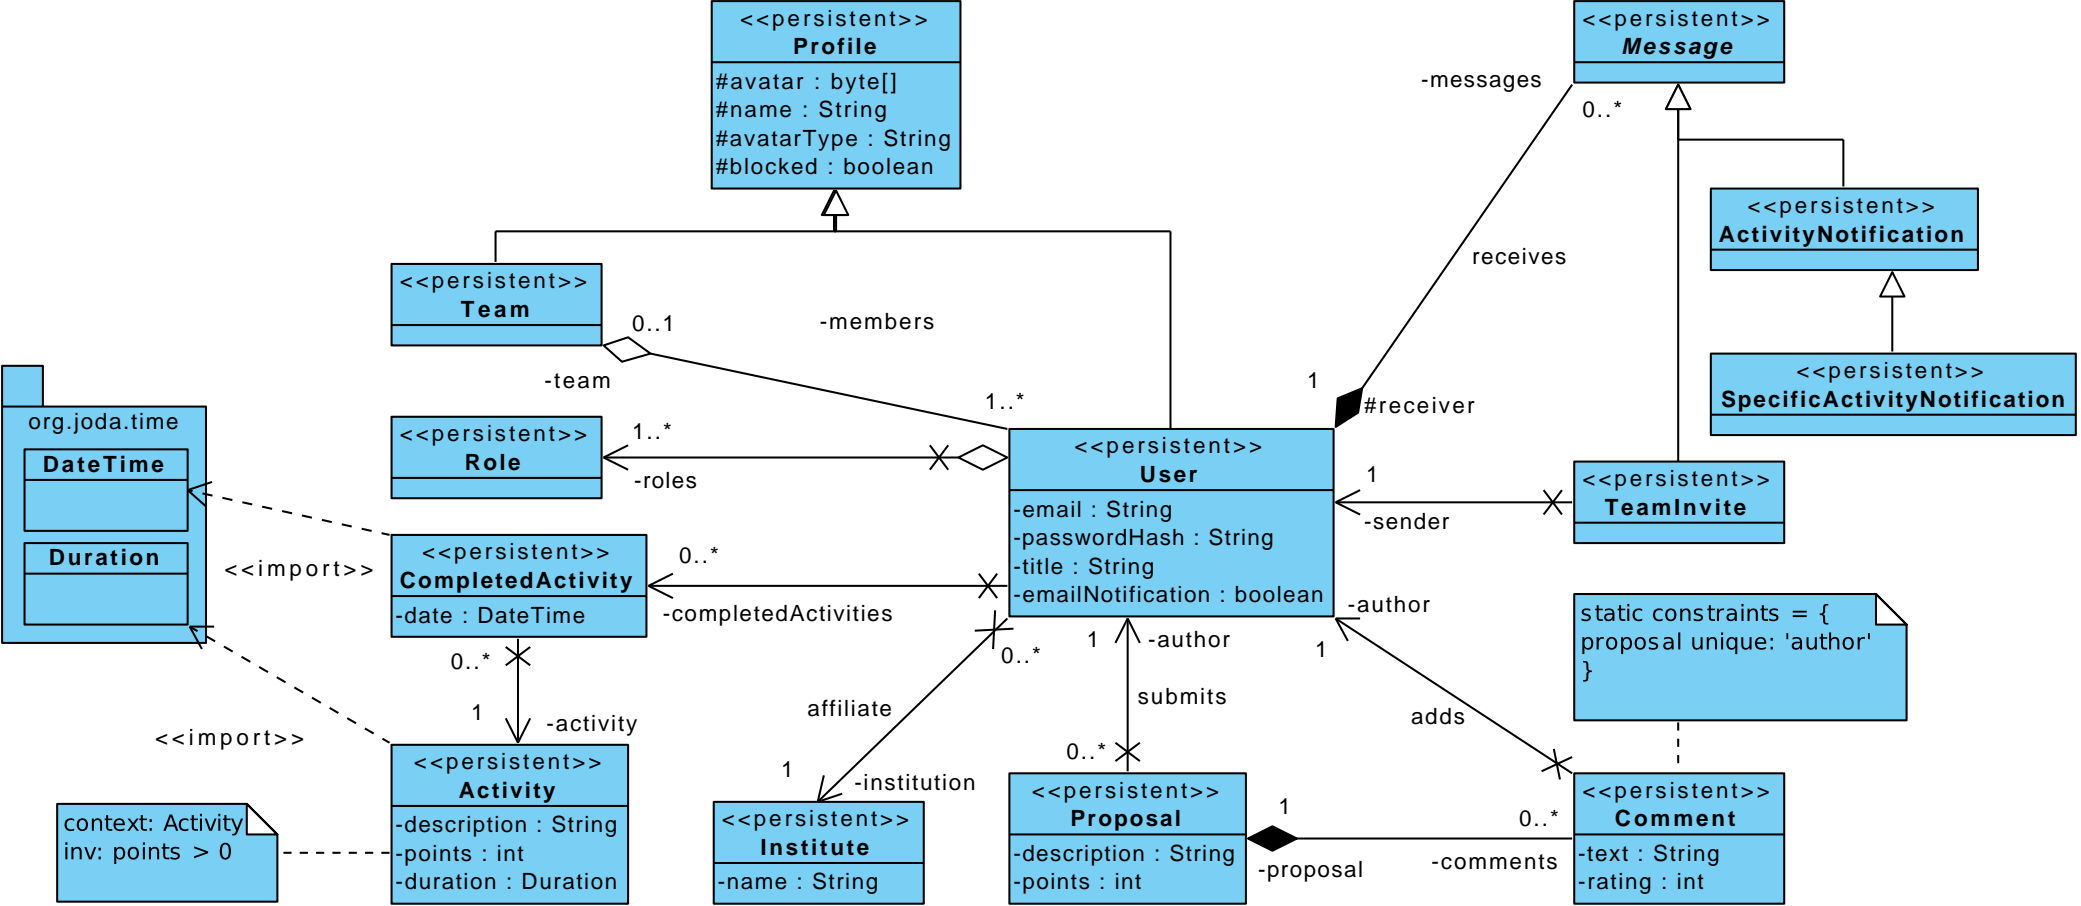 <<persistent>>
Profile
#avatar : byte[]
#name : String
#avatarType : String
#blocked : boolean
<<persistent>>
Message
-messages
0..*
receives
1
#receiver
<<persistent>>
ActivityNotification
<<persistent>>
SpecificActivityNotification
<<persistent>>
Team
0..1
-members
-team
1..*
<<persistent>>
Role
1..*
-roles
org.joda.time
DateTime
Duration
<<import>>
<<import>>
<<persistent>>
User
-email : String
-passwordHash : String
-title : String
-emailNotification : boolean
1
-sender
<<persistent>>
TeamInvite
<<persistent>>
CompletedActivity
-date : DateTime
0..*
-completedActivities
0..*
1
-activity
<<persistent>>
Activity
-description : String
-points : int
-duration : Duration
context: Activity
inv: points > 0
0..*
affiliate
1
-institution
<<persistent>>
Institute
-name : String
1
-author
submits
0..*
<<persistent>>
Proposal
-description : String
-points : int
1
-proposal
0..*
-comments
-author
1
adds
static constraints = {
proposal unique: 'author'
}
<<persistent>>
Comment
-text : String
-rating : int